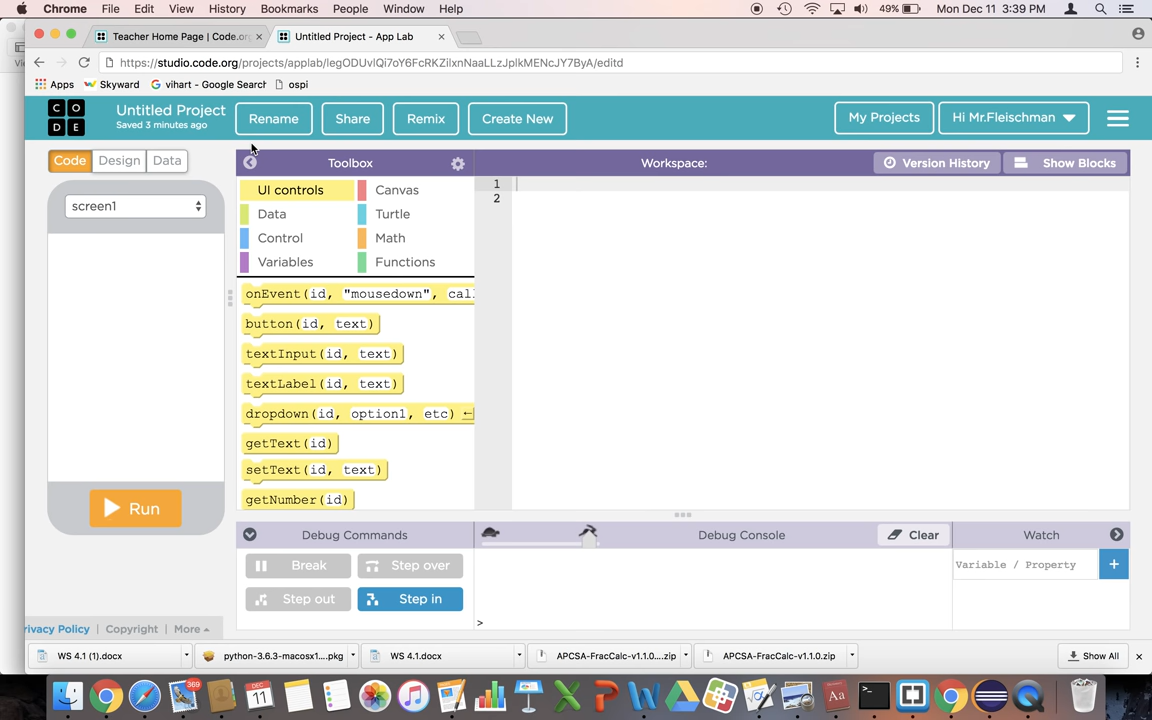 Chrome File Edit View History Bookmarks People Window Help 49% Mon Dec 11 3:39 PM
Teacher Home Page | Code.or × Untitled Project - App Lab ×
https://studio.code.org/projects/applab/legODUvlQi7oY6FcRKZilxnNaaLLzJplkMENcJY7ByA/editd
Apps Skyward vihart - Google Search ospi
CODE
Untitled Project
Saved 3 minutes ago
Rename Share Remix Create New My Projects Hi Mr.Fleischman
Code Design Data Toolbox Workspace: Version History Show Blocks
screen1
UI controls Canvas
Data Turtle
Control Math
Variables Functions
1
2
onEvent(id, "mousedown", call
button(id, text)
textInput(id, text)
textLabel(id, text)
dropdown(id, option1, etc) ←
getText(id)
setText(id, text)
getNumber(id)
Run
Debug Commands Debug Console Clear Watch
Break Step over Variable / Property +
Step out Step in
>
rivacy Policy | Copyright | More
WS 4.1 (1).docx python-3.6.3-macosx1....pkg WS 4.1.docx APCSA-FracCalc-v1.1.0....zip APCSA-FracCalc-v1.1.0.zip Show All ×
369
DEC
11
Aa